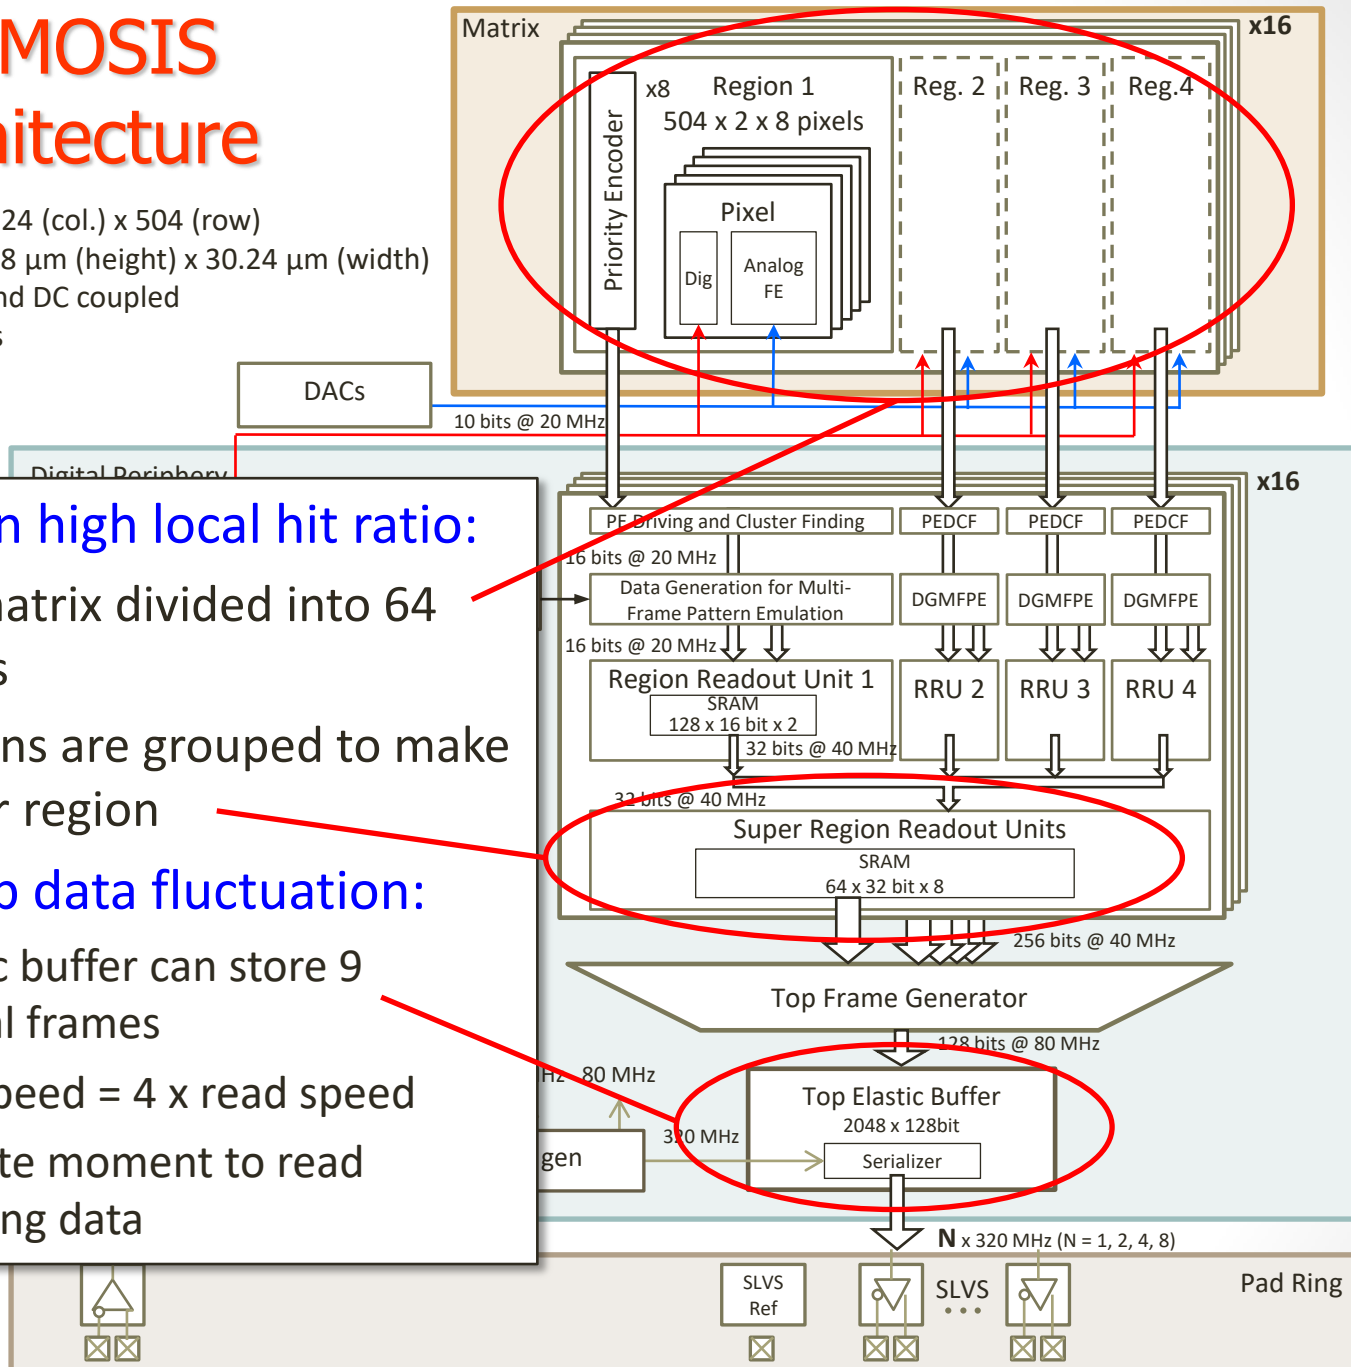 MOSIS
hitecture
24 (col.) x 504 (row)
8 µm (height) x 30.24 µm (width)
nd DC coupled
s
Matrix
x16
x8
Region 1
504 x 2 x 8 pixels
Reg. 2
Reg. 3
Reg.4
Priority Encoder
Pixel
Dig
Analog
FE
DACs
10 bits @ 20 MHz
Digital Periphery
x16
n high local hit ratio:
matrix divided into 64
s
ns are grouped to make
r region
p data fluctuation:
c buffer can store 9
al frames
peed = 4 x read speed
te moment to read
ng data
PE Driving and Cluster Finding
PEDCF
PEDCF
PEDCF
16 bits @ 20 MHz
Data Generation for Multi-
Frame Pattern Emulation
DGMFPE
DGMFPE
DGMFPE
16 bits @ 20 MHz
Region Readout Unit 1
SRAM
128 x 16 bit x 2
RRU 2
RRU 3
RRU 4
32 bits @ 40 MHz
32 bits @ 40 MHz
Super Region Readout Units
SRAM
64 x 32 bit x 8
256 bits @ 40 MHz
Top Frame Generator
128 bits @ 80 MHz
Hz
80 MHz
Top Elastic Buffer
2048 x 128bit
Serializer
320 MHz
gen
N x 320 MHz (N = 1, 2, 4, 8)
SLVS
Ref
SLVS
...
Pad Ring